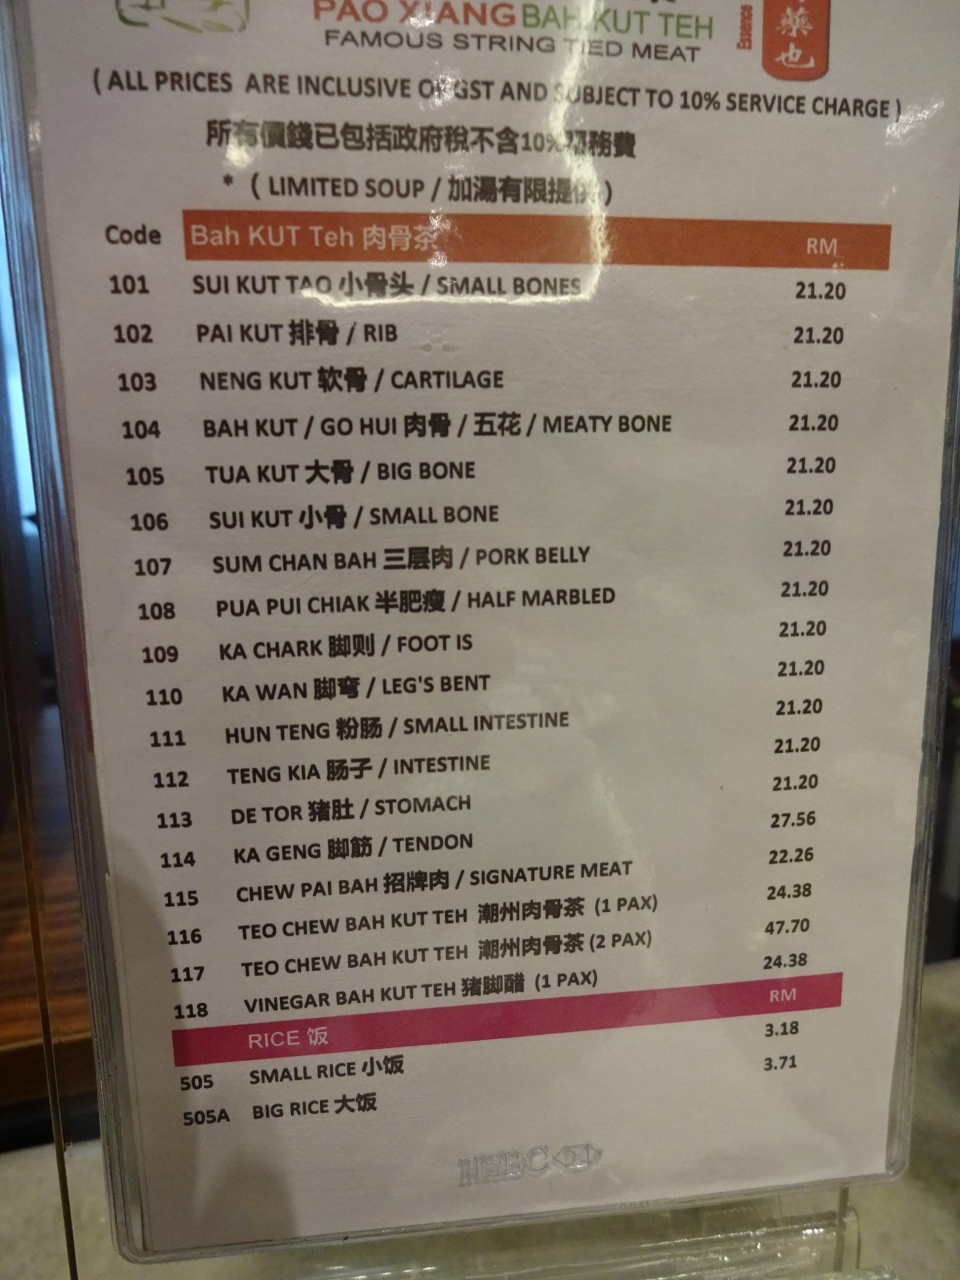 PAO XIANG BAH KUT TEH
FAMOUS STRING TIED MEAT
Essence
藥也
( ALL PRICES ARE INCLUSIVE OF GST AND SUBJECT TO 10% SERVICE CHARGE )
所有價錢已包括政府稅不含10%服務費
* ( LIMITED SOUP / 加湯有限提供 )
Code Bah KUT Teh 肉骨茶 RM
101 SUI KUT TAO 小骨头 / SMALL BONES 21.20
102 PAI KUT 排骨 / RIB 21.20
103 NENG KUT 软骨 / CARTILAGE 21.20
104 BAH KUT / GO HUI 肉骨 / 五花 / MEATY BONE 21.20
105 TUA KUT 大骨 / BIG BONE 21.20
106 SUI KUT 小骨 / SMALL BONE 21.20
107 SUM CHAN BAH 三层肉 / PORK BELLY 21.20
108 PUA PUI CHIAK 半肥瘦 / HALF MARBLED 21.20
109 KA CHARK 脚则 / FOOT IS 21.20
110 KA WAN 脚弯 / LEG'S BENT 21.20
111 HUN TENG 粉肠 / SMALL INTESTINE 21.20
112 TENG KIA 肠子 / INTESTINE 21.20
113 DE TOR 猪肚 / STOMACH 21.20
114 KA GENG 脚筋 / TENDON 27.56
115 CHEW PAI BAH 招牌肉 / SIGNATURE MEAT 22.26
116 TEO CHEW BAH KUT TEH 潮州肉骨茶 (1 PAX) 24.38
117 TEO CHEW BAH KUT TEH 潮州肉骨茶 (2 PAX) 47.70
118 VINEGAR BAH KUT TEH 猪脚醋 (1 PAX) 24.38
RICE 饭 RM
505 SMALL RICE 小饭 3.18
505A BIG RICE 大饭 3.71